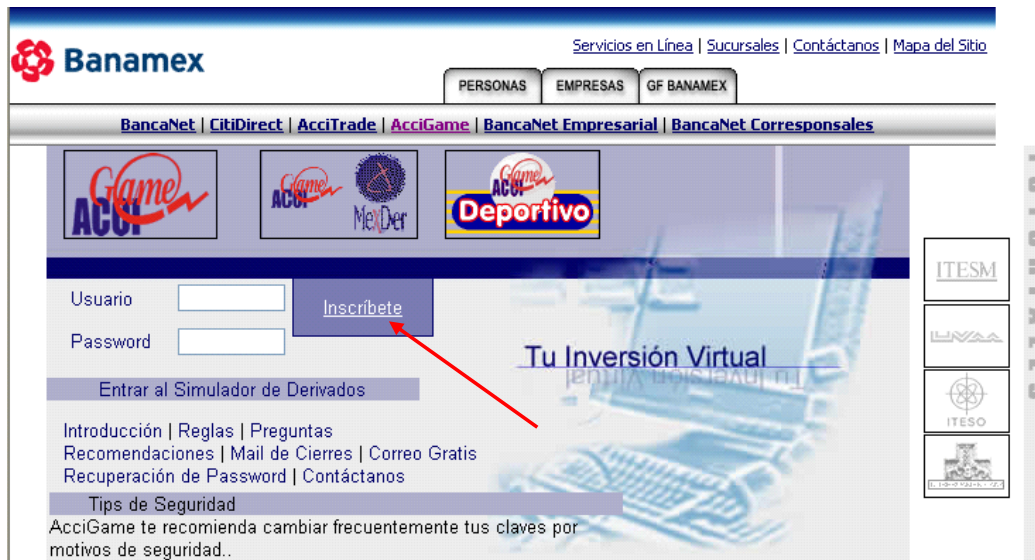 Servicios en Línea | Sucursales | Contáctanos | Mapa del Sitio
Banamex
PERSONAS EMPRESAS GF BANAMEX
BancaNet | CitiDirect | AcciTrade | AcciGame | BancaNet Empresarial | BancaNet Corresponsales
ACCI Game
ACCI Game MexDer
ACCI Game Deportivo
Usuario
Inscríbete
Password
Tu Inversión Virtual
Tu Inversión Virtual
Entrar al Simulador de Derivados
Introducción | Reglas | Preguntas
Recomendaciones | Mail de Cierres | Correo Gratis
Recuperación de Password | Contáctanos
Tips de Seguridad
AcciGame te recomienda cambiar frecuentemente tus claves por
motivos de seguridad..
ITESM
ITESO